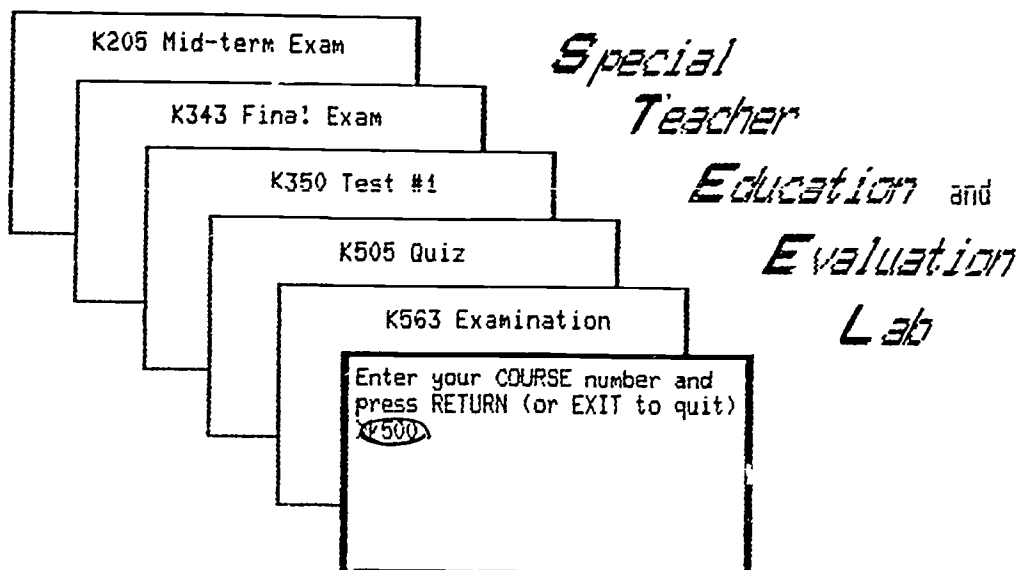 K205 Mid-term Exam
K343 Final Exam
K350 Test #1
K505 Quiz
K563 Examination
Enter your COURSE number and
press RETURN (or EXIT to quit)
k500
Special
Teacher
Education and
Evaluation
Lab